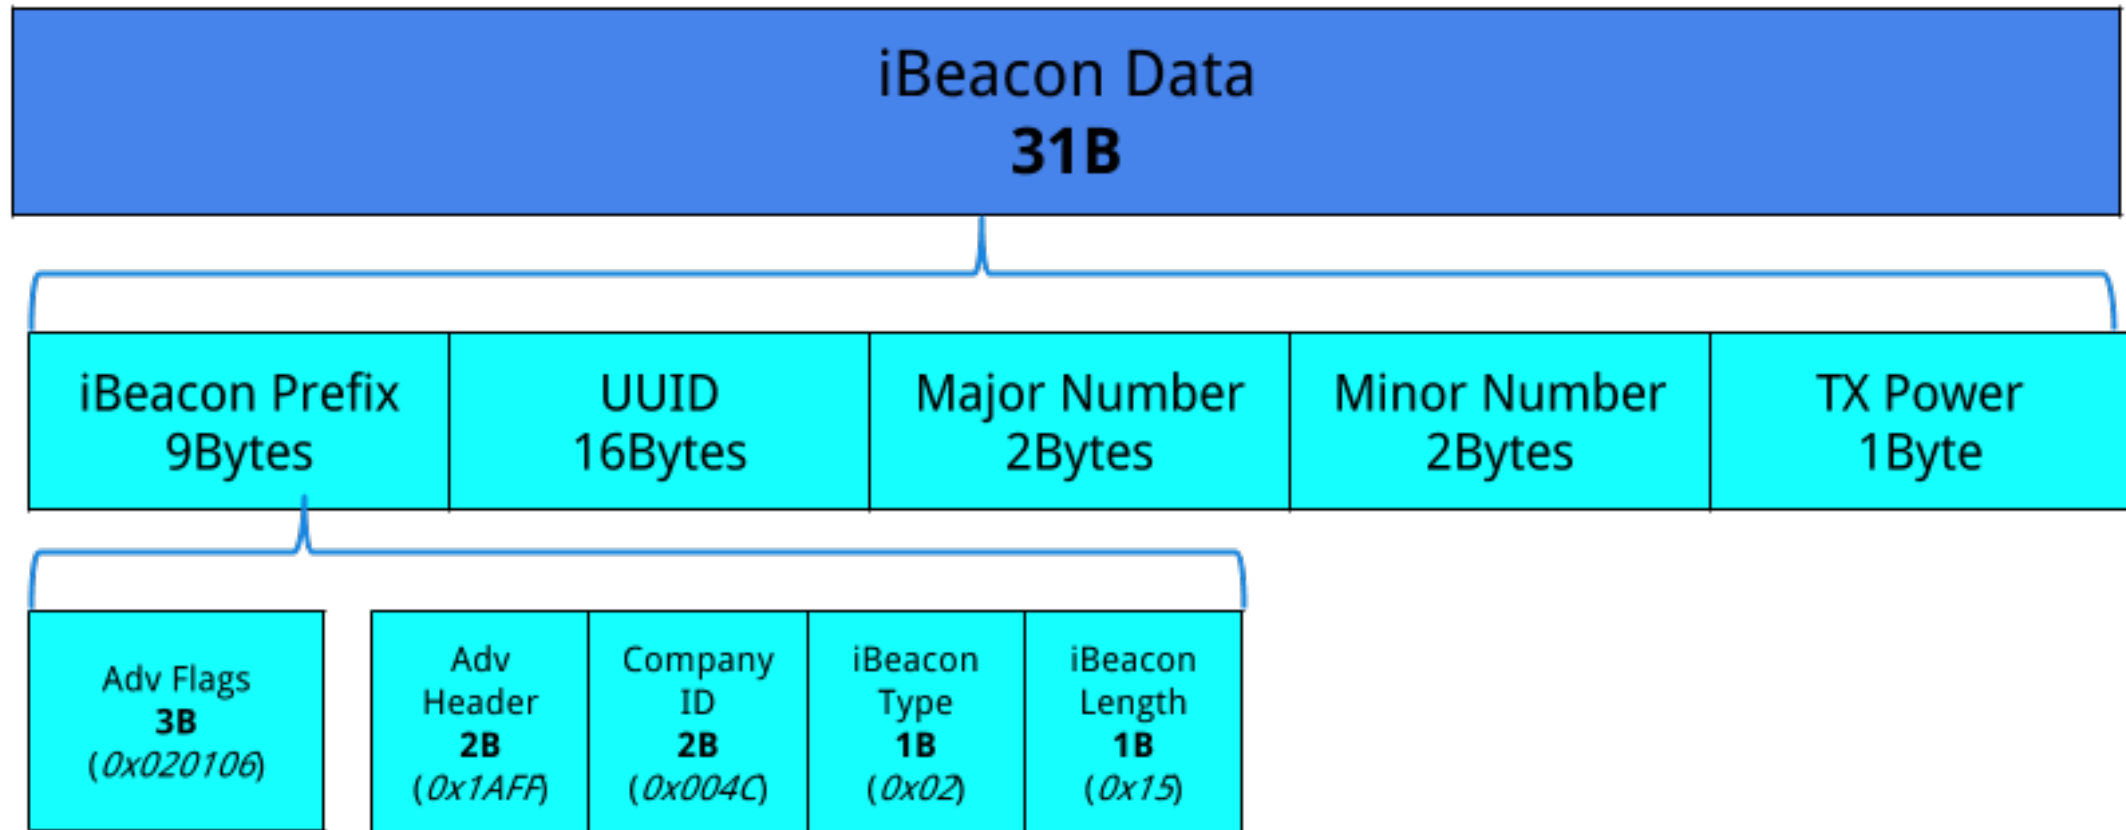 iBeacon Data
31B
iBeacon Prefix
9Bytes
UUID
16Bytes
Major Number
2Bytes
Minor Number
2Bytes
TX Power
1Byte
Adv Flags
3B
(0x020106)
Adv
Header
2B
(0x1AFF)
Company
ID
2B
(0x004C)
iBeacon
Type
1B
(0x02)
iBeacon
Length
1B
(0x15)